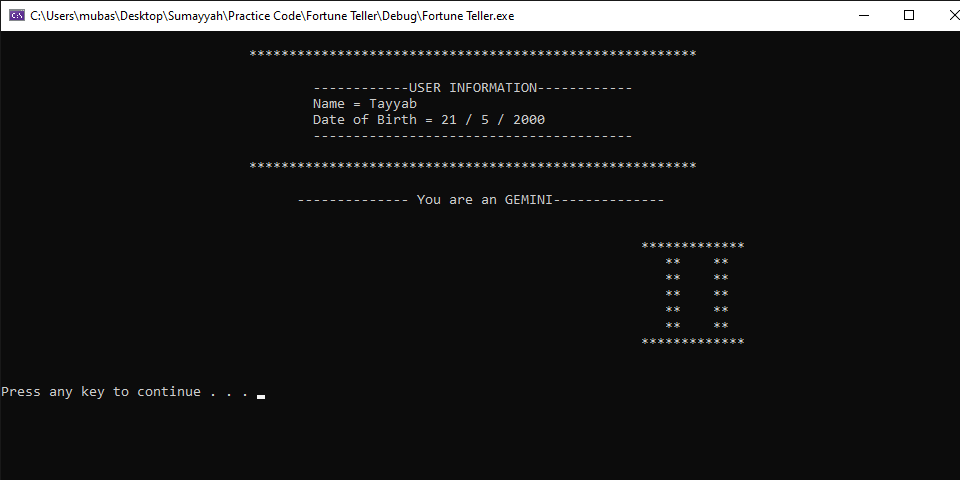 C:\Users\mubas\Desktop\Sumayyah\Practice Code\Fortune Teller\Debug\Fortune Teller.exe
********************************************************
------------USER INFORMATION------------
Name = Tayyab
Date of Birth = 21 / 5 / 2000
----------------------------------------
********************************************************
-------------- You are an GEMINI--------------
*************
** **
** **
** **
** **
** **
*************
Press any key to continue . . .